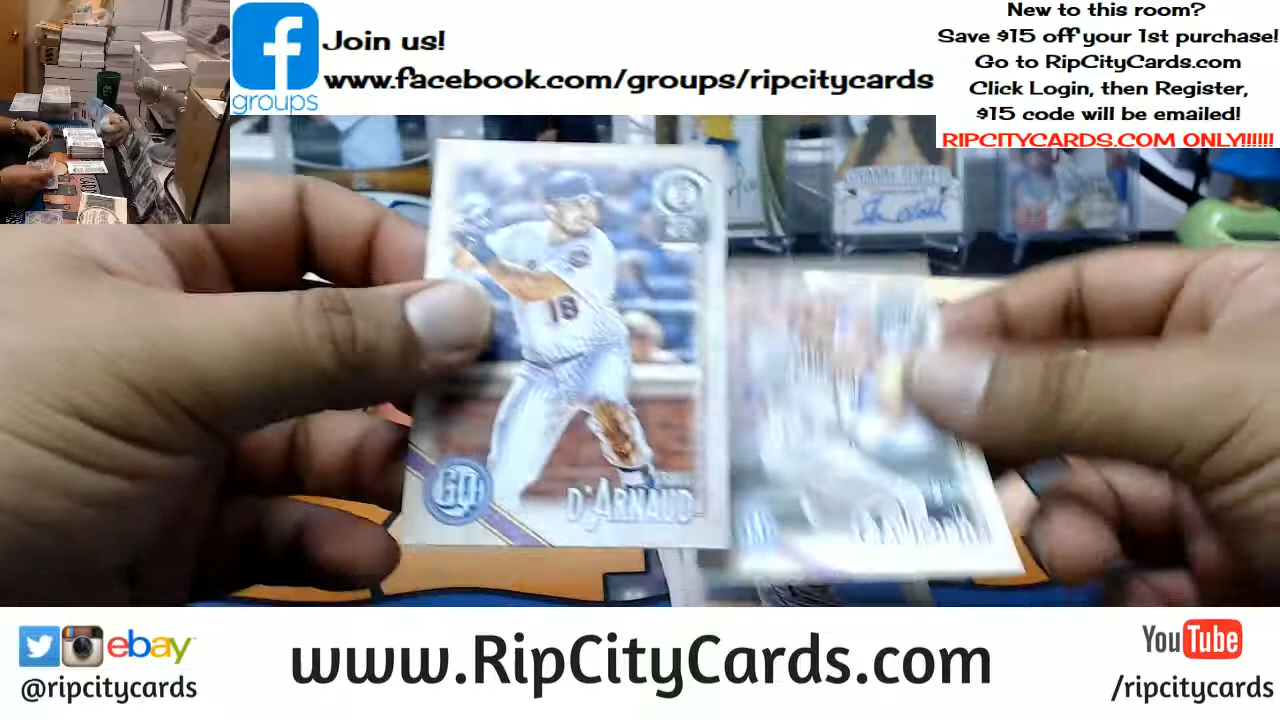 Join us!
www.facebook.com/groups/ripcitycards
groups
New to this room?
Save $15 off your 1st purchase!
Go to RipCityCards.com
Click Login, then Register,
$15 code will be emailed!
RIPCITYCARDS.COM ONLY!!!!!!
18
GQ
D'ARNAUD
ebay
@ripcitycards
www.RipCityCards.com
YouTube
/ripcitycards